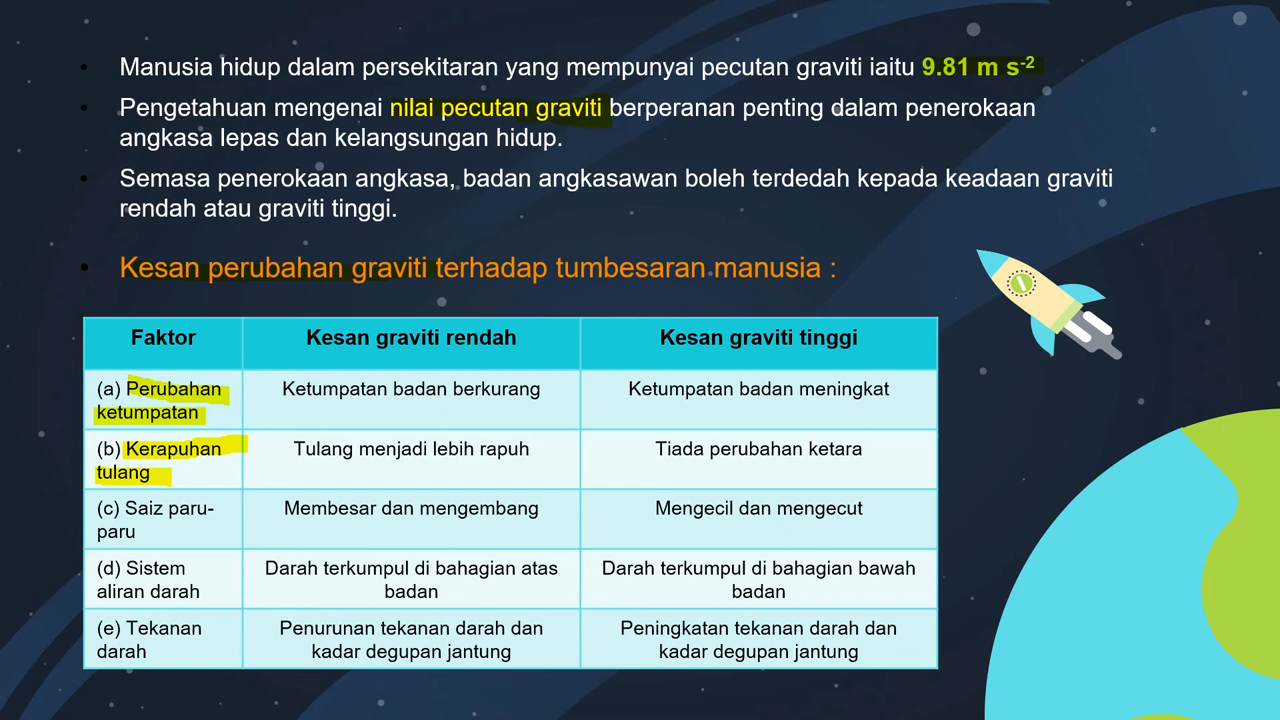 Manusia hidup dalam persekitaran yang mempunyai pecutan graviti iaitu 9.81 m s-2
Pengetahuan mengenai nilai pecutan graviti berperanan penting dalam penerokaan
angkasa lepas dan kelangsungan hidup.
Semasa penerokaan angkasa, badan angkasawan boleh terdedah kepada keadaan graviti
rendah atau graviti tinggi.
Kesan perubahan graviti terhadap tumbesaran manusia :
Faktor
Kesan graviti rendah
Kesan graviti tinggi
(a) Perubahan
ketumpatan
Ketumpatan badan berkurang
Ketumpatan badan meningkat
(b) Kerapuhan
tulang
Tulang menjadi lebih rapuh
Tiada perubahan ketara
(c) Saiz paru-
paru
Membesar dan mengembang
Mengecil dan mengecut
(d) Sistem
aliran darah
Darah terkumpul di bahagian atas
badan
Darah terkumpul di bahagian bawah
badan
(e) Tekanan
darah
Penurunan tekanan darah dan
kadar degupan jantung
Peningkatan tekanan darah dan
kadar degupan jantung